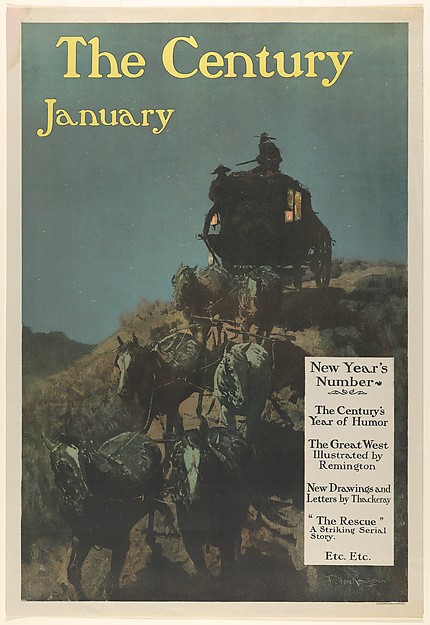 The Century
January
New Year's
Number
The Century's
Year of Humor
The Great West
Illustrated by
Remington
New Drawings and
Letters by Thackeray
"The Rescue"
A Striking Serial
Story.
Etc. Etc.